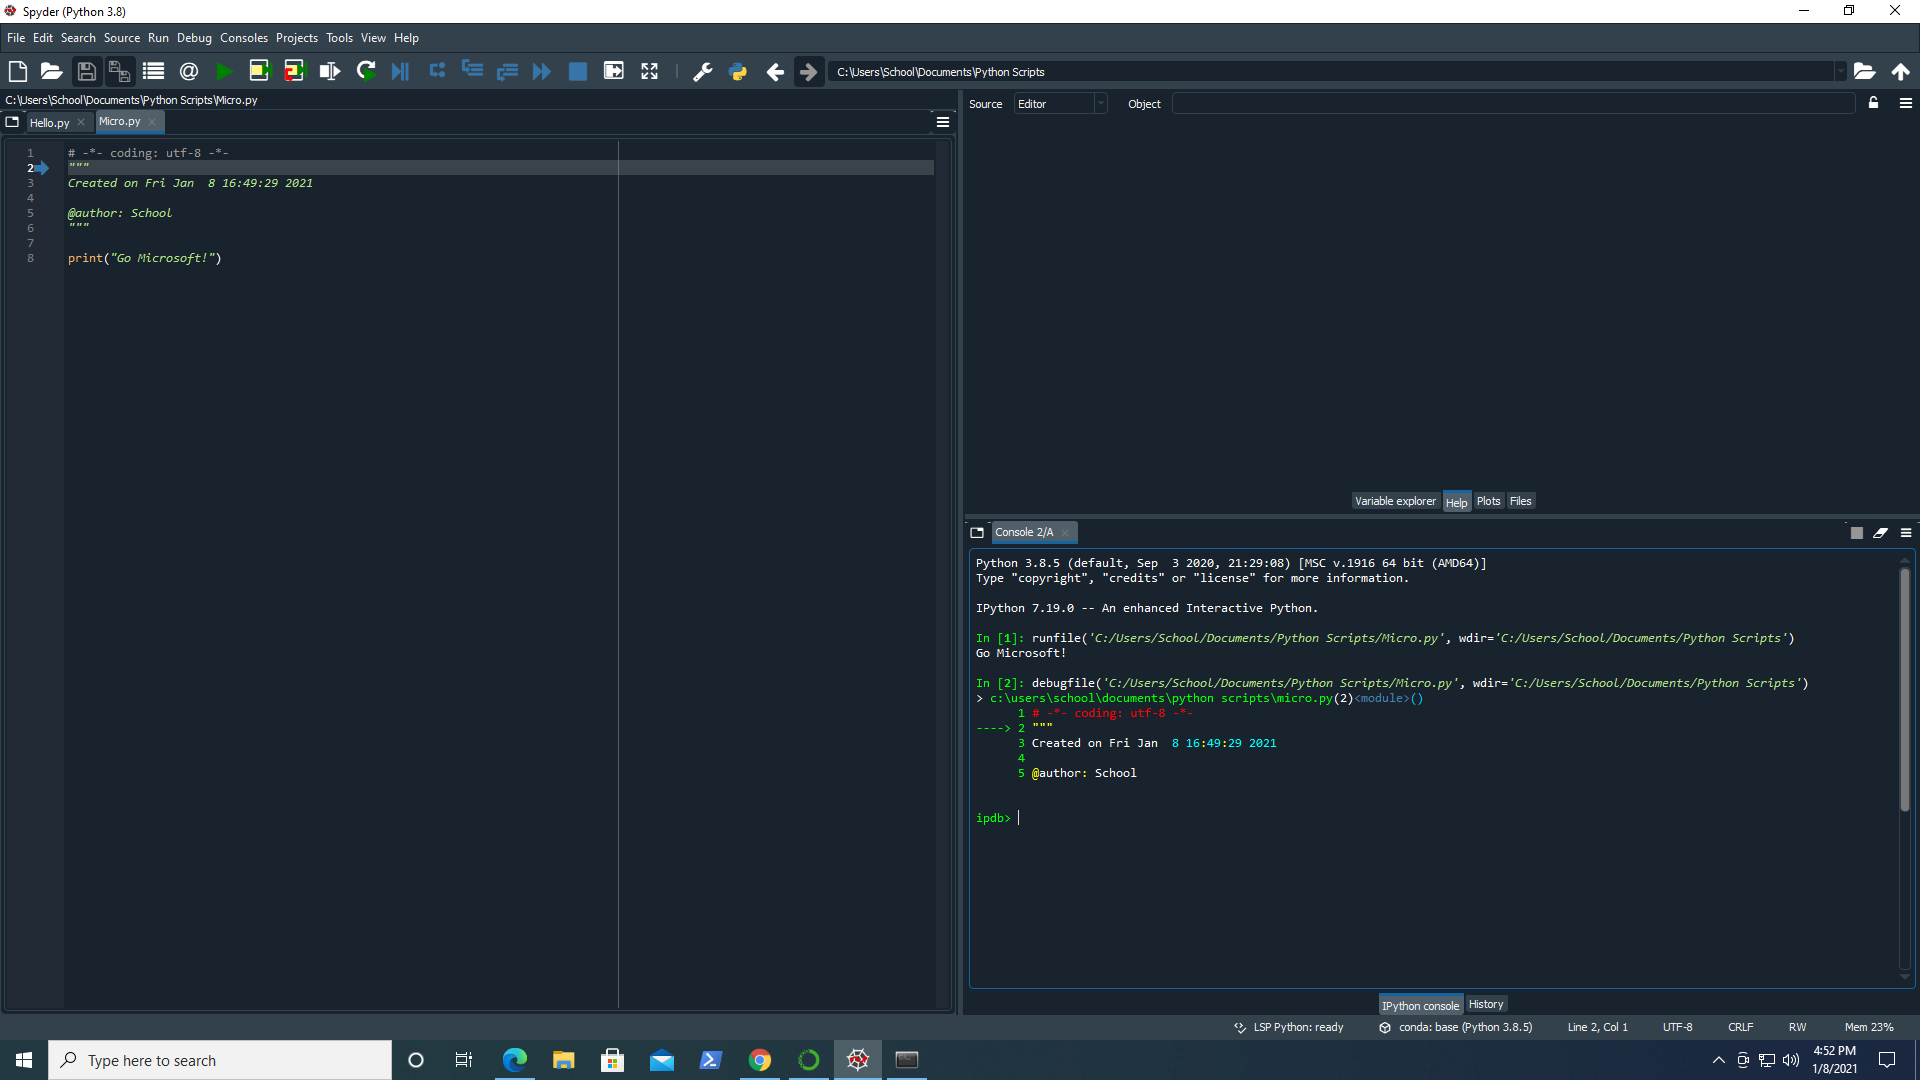 Spyder (Python 3.8)
File Edit Search Source Run Debug Consoles Projects Tools View Help
C:\Users\School\Documents\Python Scripts
C:\Users\School\Documents\Python Scripts\Micro.py
Hello.py Micro.py
1 # -*- coding: utf-8 -*-
2 """
3 Created on Fri Jan  8 16:49:29 2021
4
5 @author: School
6 """
7
8 print("Go Microsoft!")
Source Editor Object
Variable explorer Help Plots Files
Console 2/A
Python 3.8.5 (default, Sep  3 2020, 21:29:08) [MSC v.1916 64 bit (AMD64)]
Type "copyright", "credits" or "license" for more information.
IPython 7.19.0 -- An enhanced Interactive Python.
In [1]: runfile('C:/Users/School/Documents/Python Scripts/Micro.py', wdir='C:/Users/School/Documents/Python Scripts')
Go Microsoft!
In [2]: debugfile('C:/Users/School/Documents/Python Scripts/Micro.py', wdir='C:/Users/School/Documents/Python Scripts')
> c:\users\school\documents\python scripts\micro.py(2)<module>()
1 # -*- coding: utf-8 -*-
----> 2 """
3 Created on Fri Jan  8 16:49:29 2021
4
5 @author: School
ipdb>
IPython console History
LSP Python: ready conda: base (Python 3.8.5) Line 2, Col 1 UTF-8 CRLF RW Mem 23%
Type here to search
4:52 PM
1/8/2021